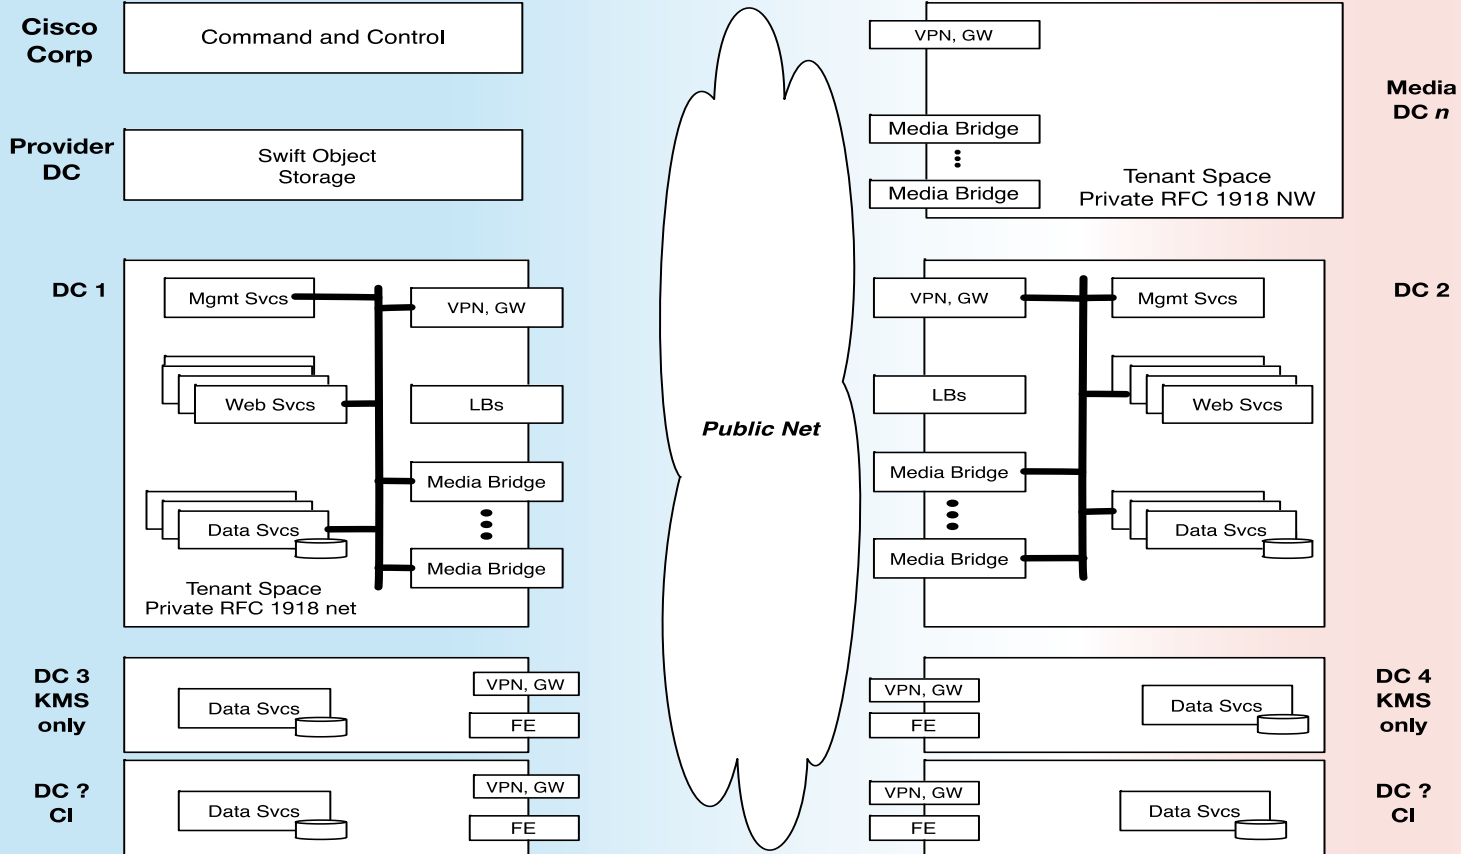 Cisco
Corp
Command and Control
VPN, GW
Media
DC n
Media Bridge
Media Bridge
Tenant Space
Private RFC 1918 NW
Provider
DC
Swift Object
Storage
DC 1
Mgmt Svcs
VPN, GW
Web Svcs
LBs
Media Bridge
Data Svcs
Media Bridge
Tenant Space
Private RFC 1918 net
Public Net
VPN, GW
Mgmt Svcs
DC 2
LBs
Web Svcs
Media Bridge
Data Svcs
Media Bridge
DC 3
KMS
only
Data Svcs
VPN, GW
FE
VPN, GW
FE
Data Svcs
DC 4
KMS
only
DC ?
CI
Data Svcs
VPN, GW
FE
VPN, GW
FE
Data Svcs
DC ?
CI